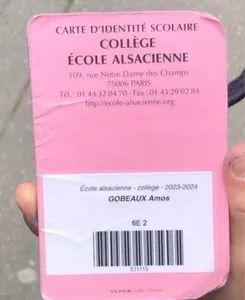 CARTE D'IDENTITÉ SCOLAIRE
COLLÈGE
ÉCOLE ALSACIENNE
109, rue Notre Dame des Champs
75006 PARIS
Tél. : 01 44 32 04 70 - Fax : 01 43 29 02 84
http://ecole-alsacienne.org
École alsacienne - collège - 2023-2024
GOBEAUX Amos
6E 2